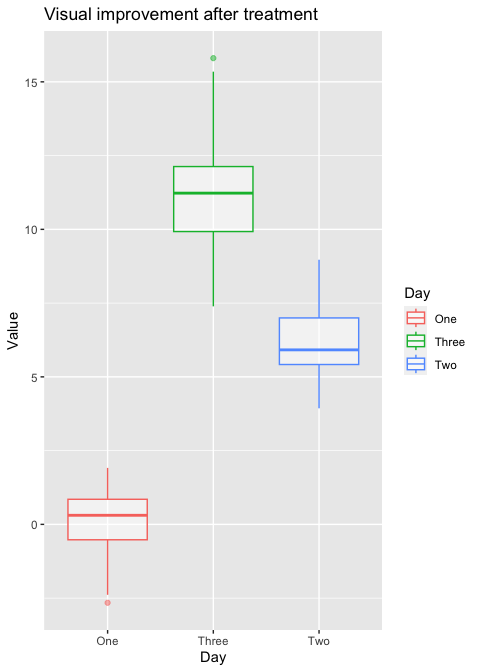 Visual improvement after treatment
15
10
5
0
Value
One Three Two
Day
Day
One
Three
Two